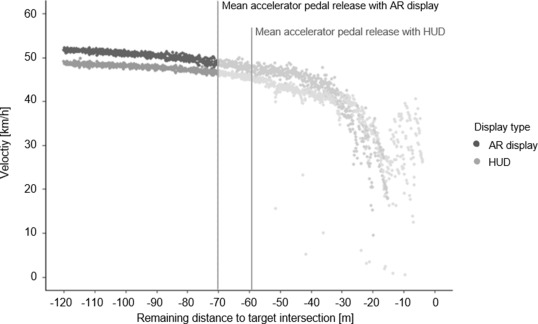 Mean accelerator pedal release with AR display
Mean accelerator pedal release with HUD
60
50
40
30
20
10
0
Veloctiy [km/h]
-120 -110 -100 -90 -80 -70 -60 -50 -40 -30 -20 -10 0
Remaining distance to target intersection [m]
Display type
AR display
HUD